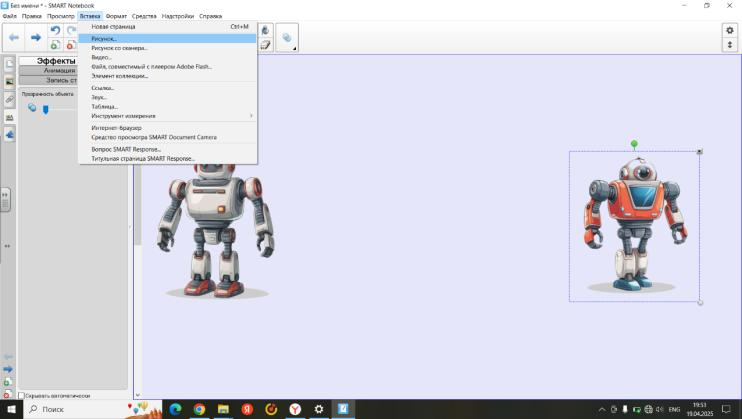 Без имени * - SMART Notebook
Файл Правка Просмотр Вставка Формат Средства Надстройки Справка
Новая страница Ctrl+M
Рисунок...
Рисунок со сканера...
Видео...
Файл, совместимый с плеером Adobe Flash...
Элемент коллекции...
Ссылка...
Звук...
Таблица...
Инструмент измерения
Интернет-браузер
Средство просмотра SMART Document Camera
Вопрос SMART Response...
Титульная страница SMART Response...
Эффекты
Анимация
Запись ст
Прозрачность объекта
Скрывать автоматически
Поиск
19:53
19.04.2025